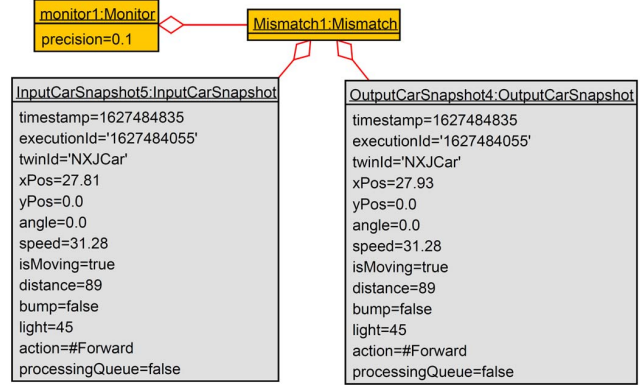 monitor1:Monitor
precision=0.1
Mismatch1:Mismatch
InputCarSnapshot5:InputCarSnapshot
timestamp=1627484835
executionId='1627484055'
twinId='NXJCar'
xPos=27.81
yPos=0.0
angle=0.0
speed=31.28
isMoving=true
distance=89
bump=false
light=45
action=#Forward
processingQueue=false
OutputCarSnapshot4:OutputCarSnapshot
timestamp=1627484835
executionId='1627484055'
twinId='NXJCar'
xPos=27.93
yPos=0.0
angle=0.0
speed=31.28
isMoving=true
distance=89
bump=false
light=45
action=#Forward
processingQueue=false